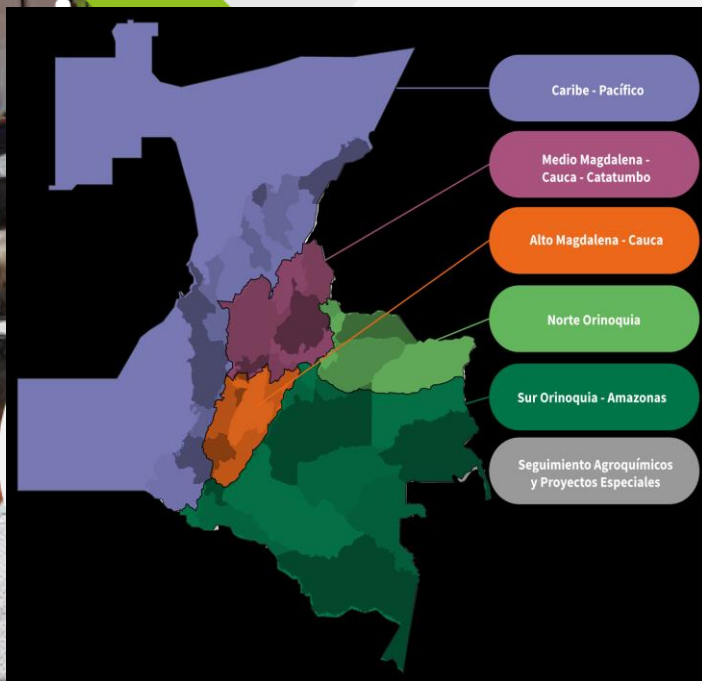 Caribe - Pacífico
Medio Magdalena -
Cauca - Catatumbo
Alto Magdalena - Cauca
Norte Orinoquia
Sur Orinoquia - Amazonas
Seguimiento Agroquímicos
y Proyectos Especiales